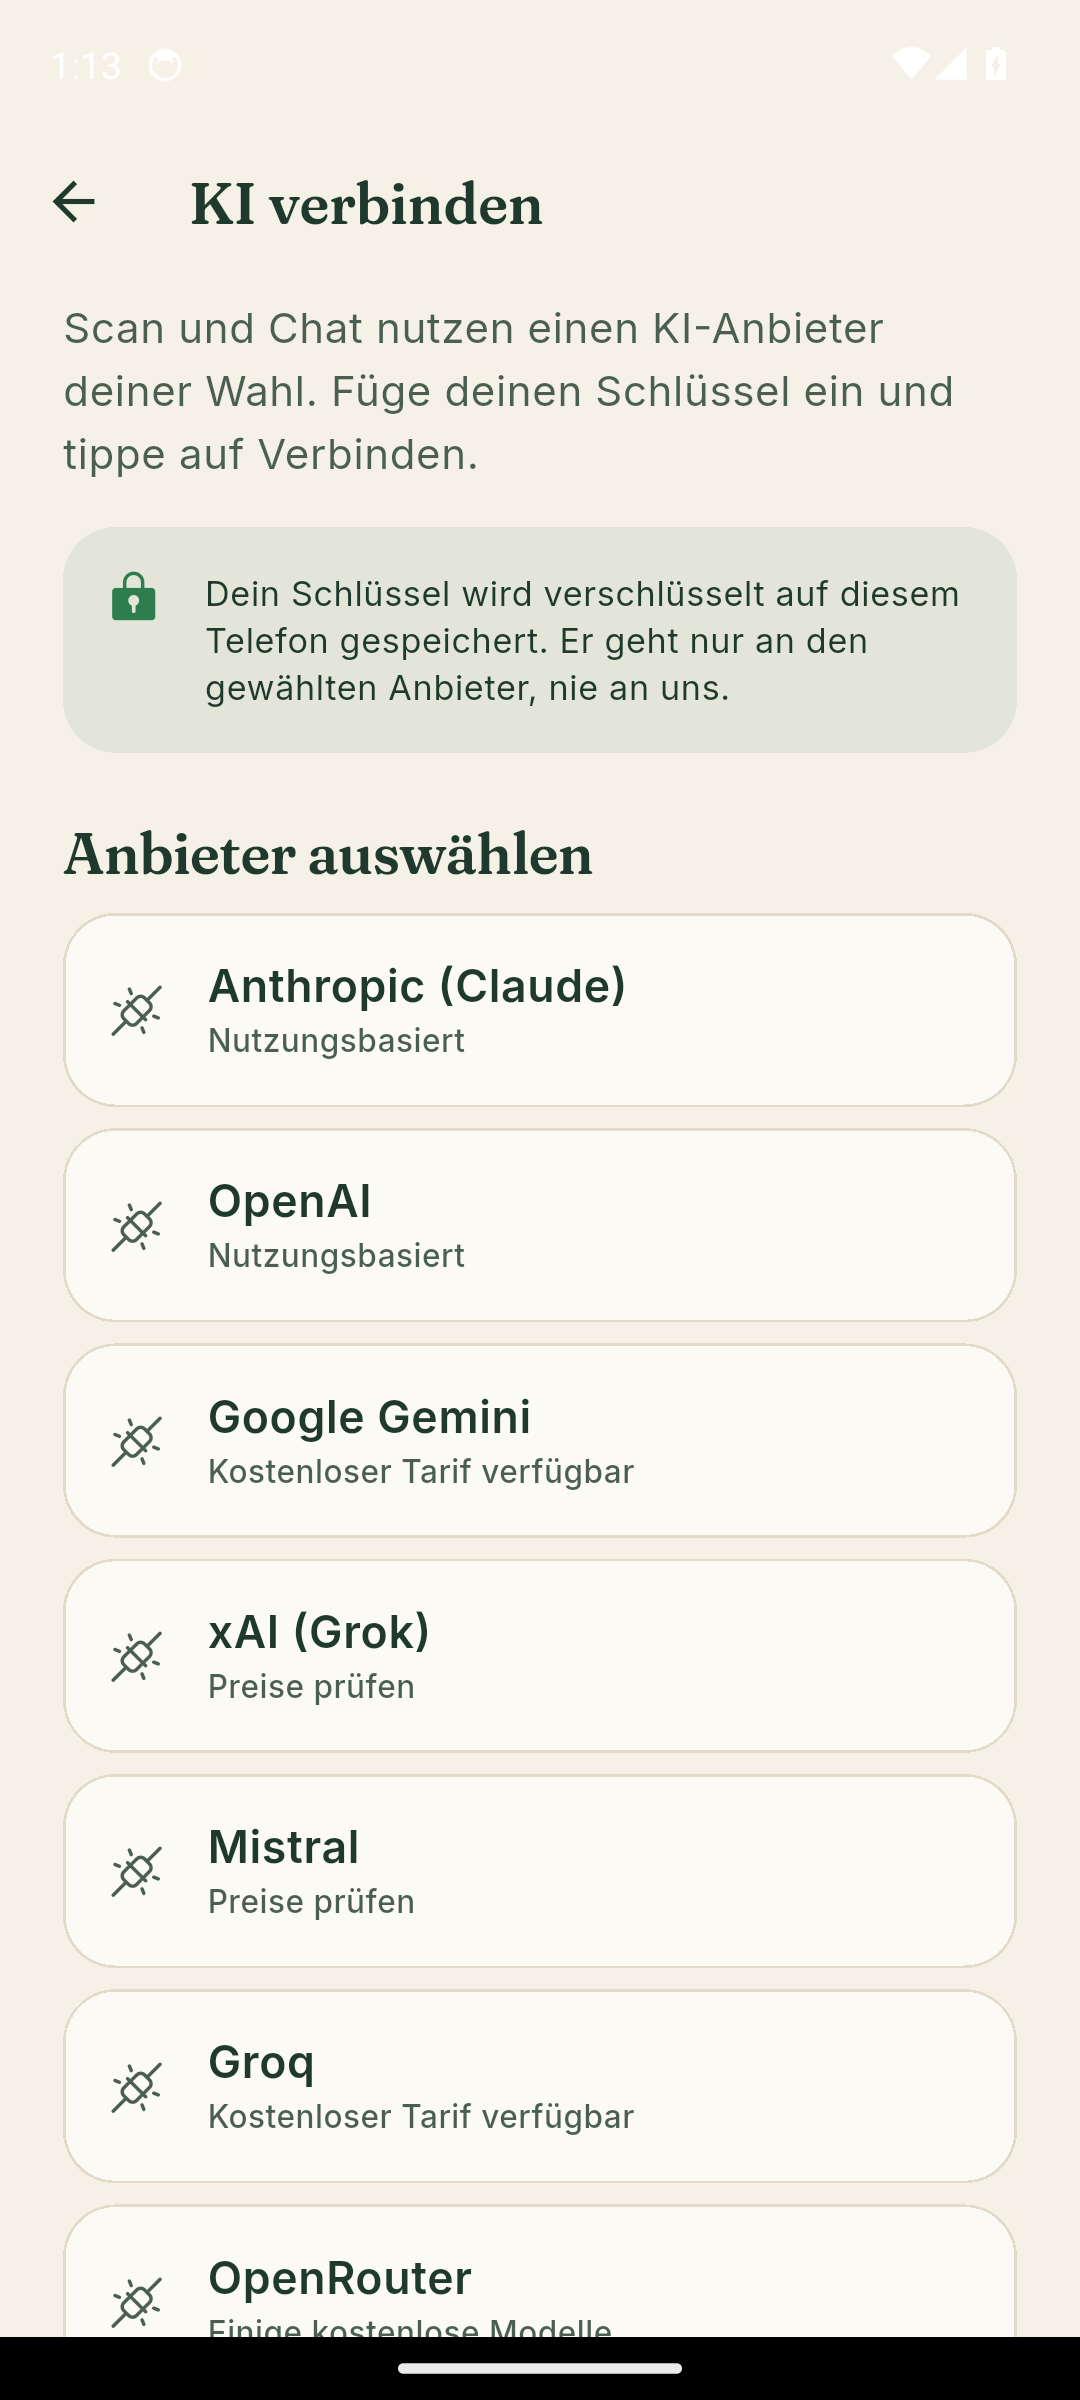 1:13
KI verbinden
Scan und Chat nutzen einen KI-Anbieter
deiner Wahl. Füge deinen Schlüssel ein und
tippe auf Verbinden.
Dein Schlüssel wird verschlüsselt auf diesem
Telefon gespeichert. Er geht nur an den
gewählten Anbieter, nie an uns.
Anbieter auswählen
Anthropic (Claude)
Nutzungsbasiert
OpenAI
Nutzungsbasiert
Google Gemini
Kostenloser Tarif verfügbar
xAI (Grok)
Preise prüfen
Mistral
Preise prüfen
Groq
Kostenloser Tarif verfügbar
OpenRouter
Einige kostenlose Modelle